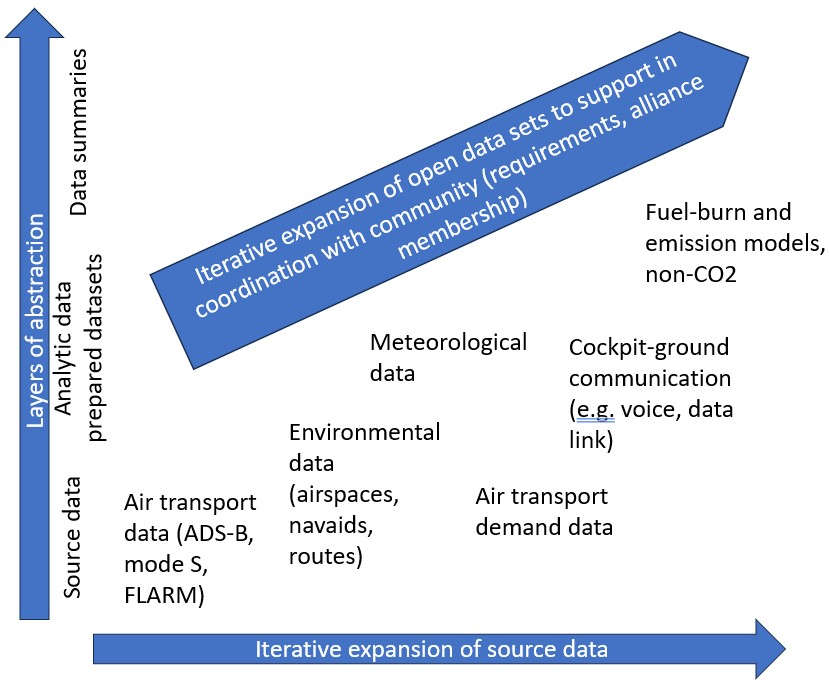 Layers of abstraction
Data summaries
Analytic data
prepared datasets
Source data
Iterative expansion of open data sets to support in
coordination with community (requirements, alliance
membership)
Fuel-burn and
emission models,
non-CO2
Meteorological
data
Cockpit-ground
communication
(e.g. voice, data
link)
Environmental
data
(airspaces,
navaids,
routes)
Air transport
demand data
Air transport
data (ADS-B,
mode S,
FLARM)
Iterative expansion of source data